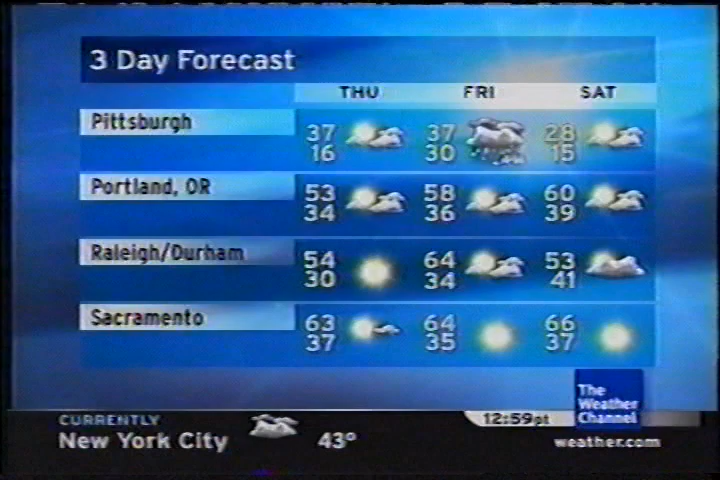 3 Day Forecast
THU FRI SAT
Pittsburgh 37 37 28
16 30 15
Portland, OR 53 58 60
34 36 39
Raleigh/Durham 54 64 53
30 34 41
Sacramento 63 64 66
37 35 37
The
Weather
Channel
CURRENTLY 12:59pt
New York City 43° weather.com